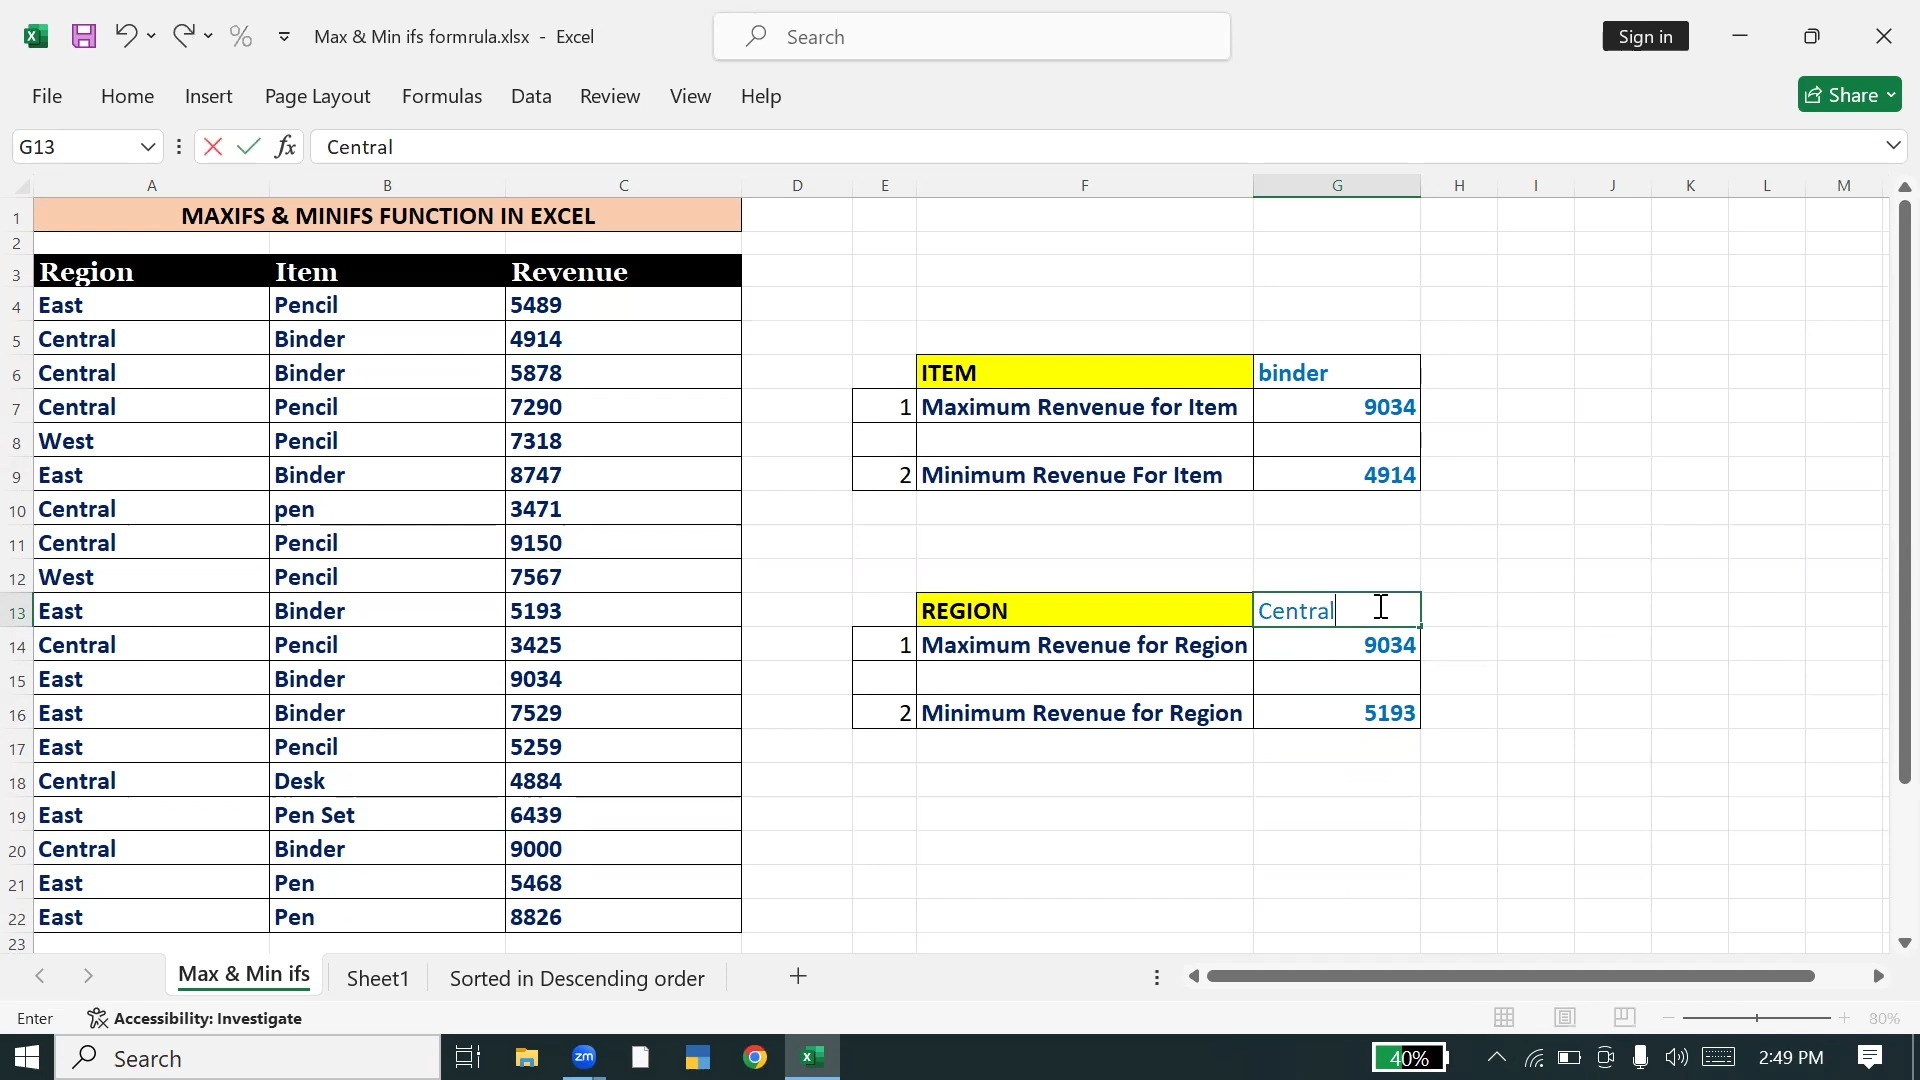 Max & Min ifs formrula.xlsx - Excel
Search
Sign in
File Home Insert Page Layout Formulas Data Review View Help
Share
G13 fx Central
A B C D E F G H I J K L M
1 MAXIFS & MINIFS FUNCTION IN EXCEL
2
3 Region Item Revenue
4 East Pencil 5489
5 Central Binder 4914
6 Central Binder 5878 ITEM binder
7 Central Pencil 7290 1 Maximum Renvenue for Item 9034
8 West Pencil 7318
9 East Binder 8747 2 Minimum Revenue For Item 4914
10 Central pen 3471
11 Central Pencil 9150
12 West Pencil 7567
13 East Binder 5193 REGION Central
14 Central Pencil 3425 1 Maximum Revenue for Region 9034
15 East Binder 9034
16 East Binder 7529 2 Minimum Revenue for Region 5193
17 East Pencil 5259
18 Central Desk 4884
19 East Pen Set 6439
20 Central Binder 9000
21 East Pen 5468
22 East Pen 8826
23
Max & Min ifs Sheet1 Sorted in Descending order
Enter Accessibility: Investigate 80%
Search zm 40% 2:49 PM